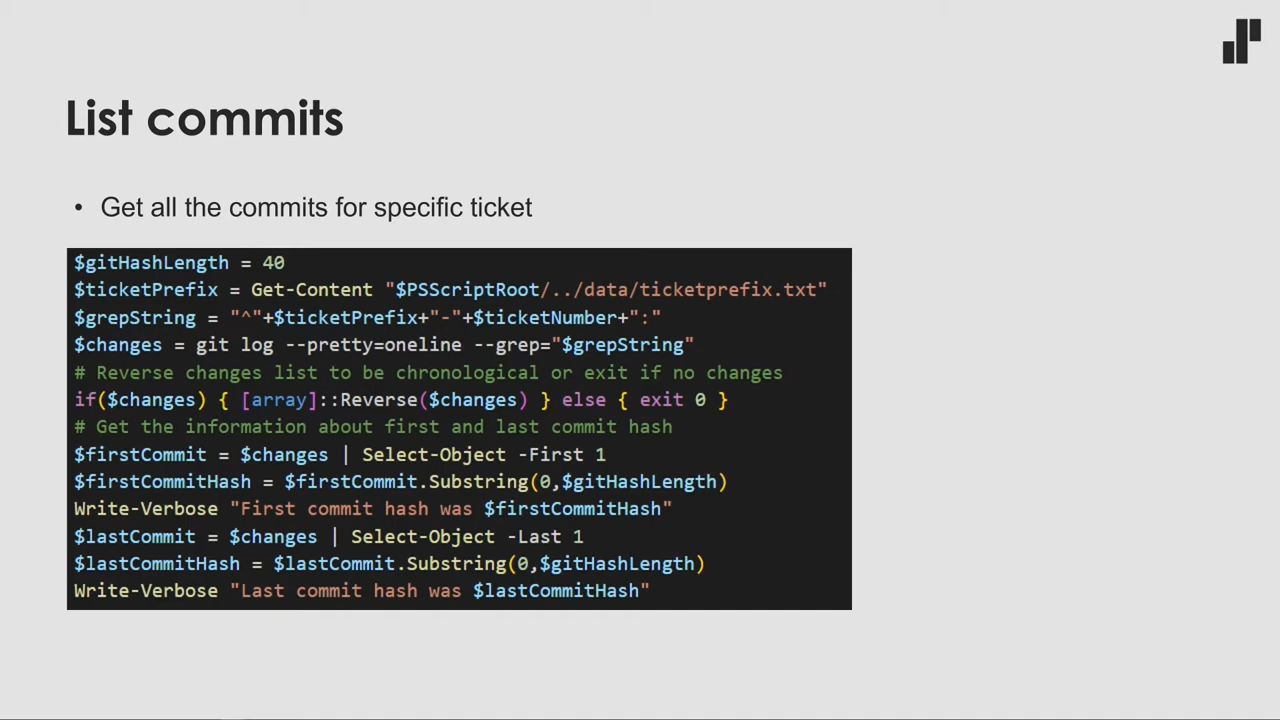 List commits
• Get all the commits for specific ticket
$gitHashLength = 40
$ticketPrefix = Get-Content "$PSScriptRoot/../data/ticketprefix.txt"
$grepString = "^"+$ticketPrefix+"-"+$ticketNumber+":"
$changes = git log --pretty=oneline --grep="$grepString"
# Reverse changes list to be chronological or exit if no changes
if($changes) { [array]::Reverse($changes) } else { exit 0 }
# Get the information about first and last commit hash
$firstCommit = $changes | Select-Object -First 1
$firstCommitHash = $firstCommit.Substring(0,$gitHashLength)
Write-Verbose "First commit hash was $firstCommitHash"
$lastCommit = $changes | Select-Object -Last 1
$lastCommitHash = $lastCommit.Substring(0,$gitHashLength)
Write-Verbose "Last commit hash was $lastCommitHash"